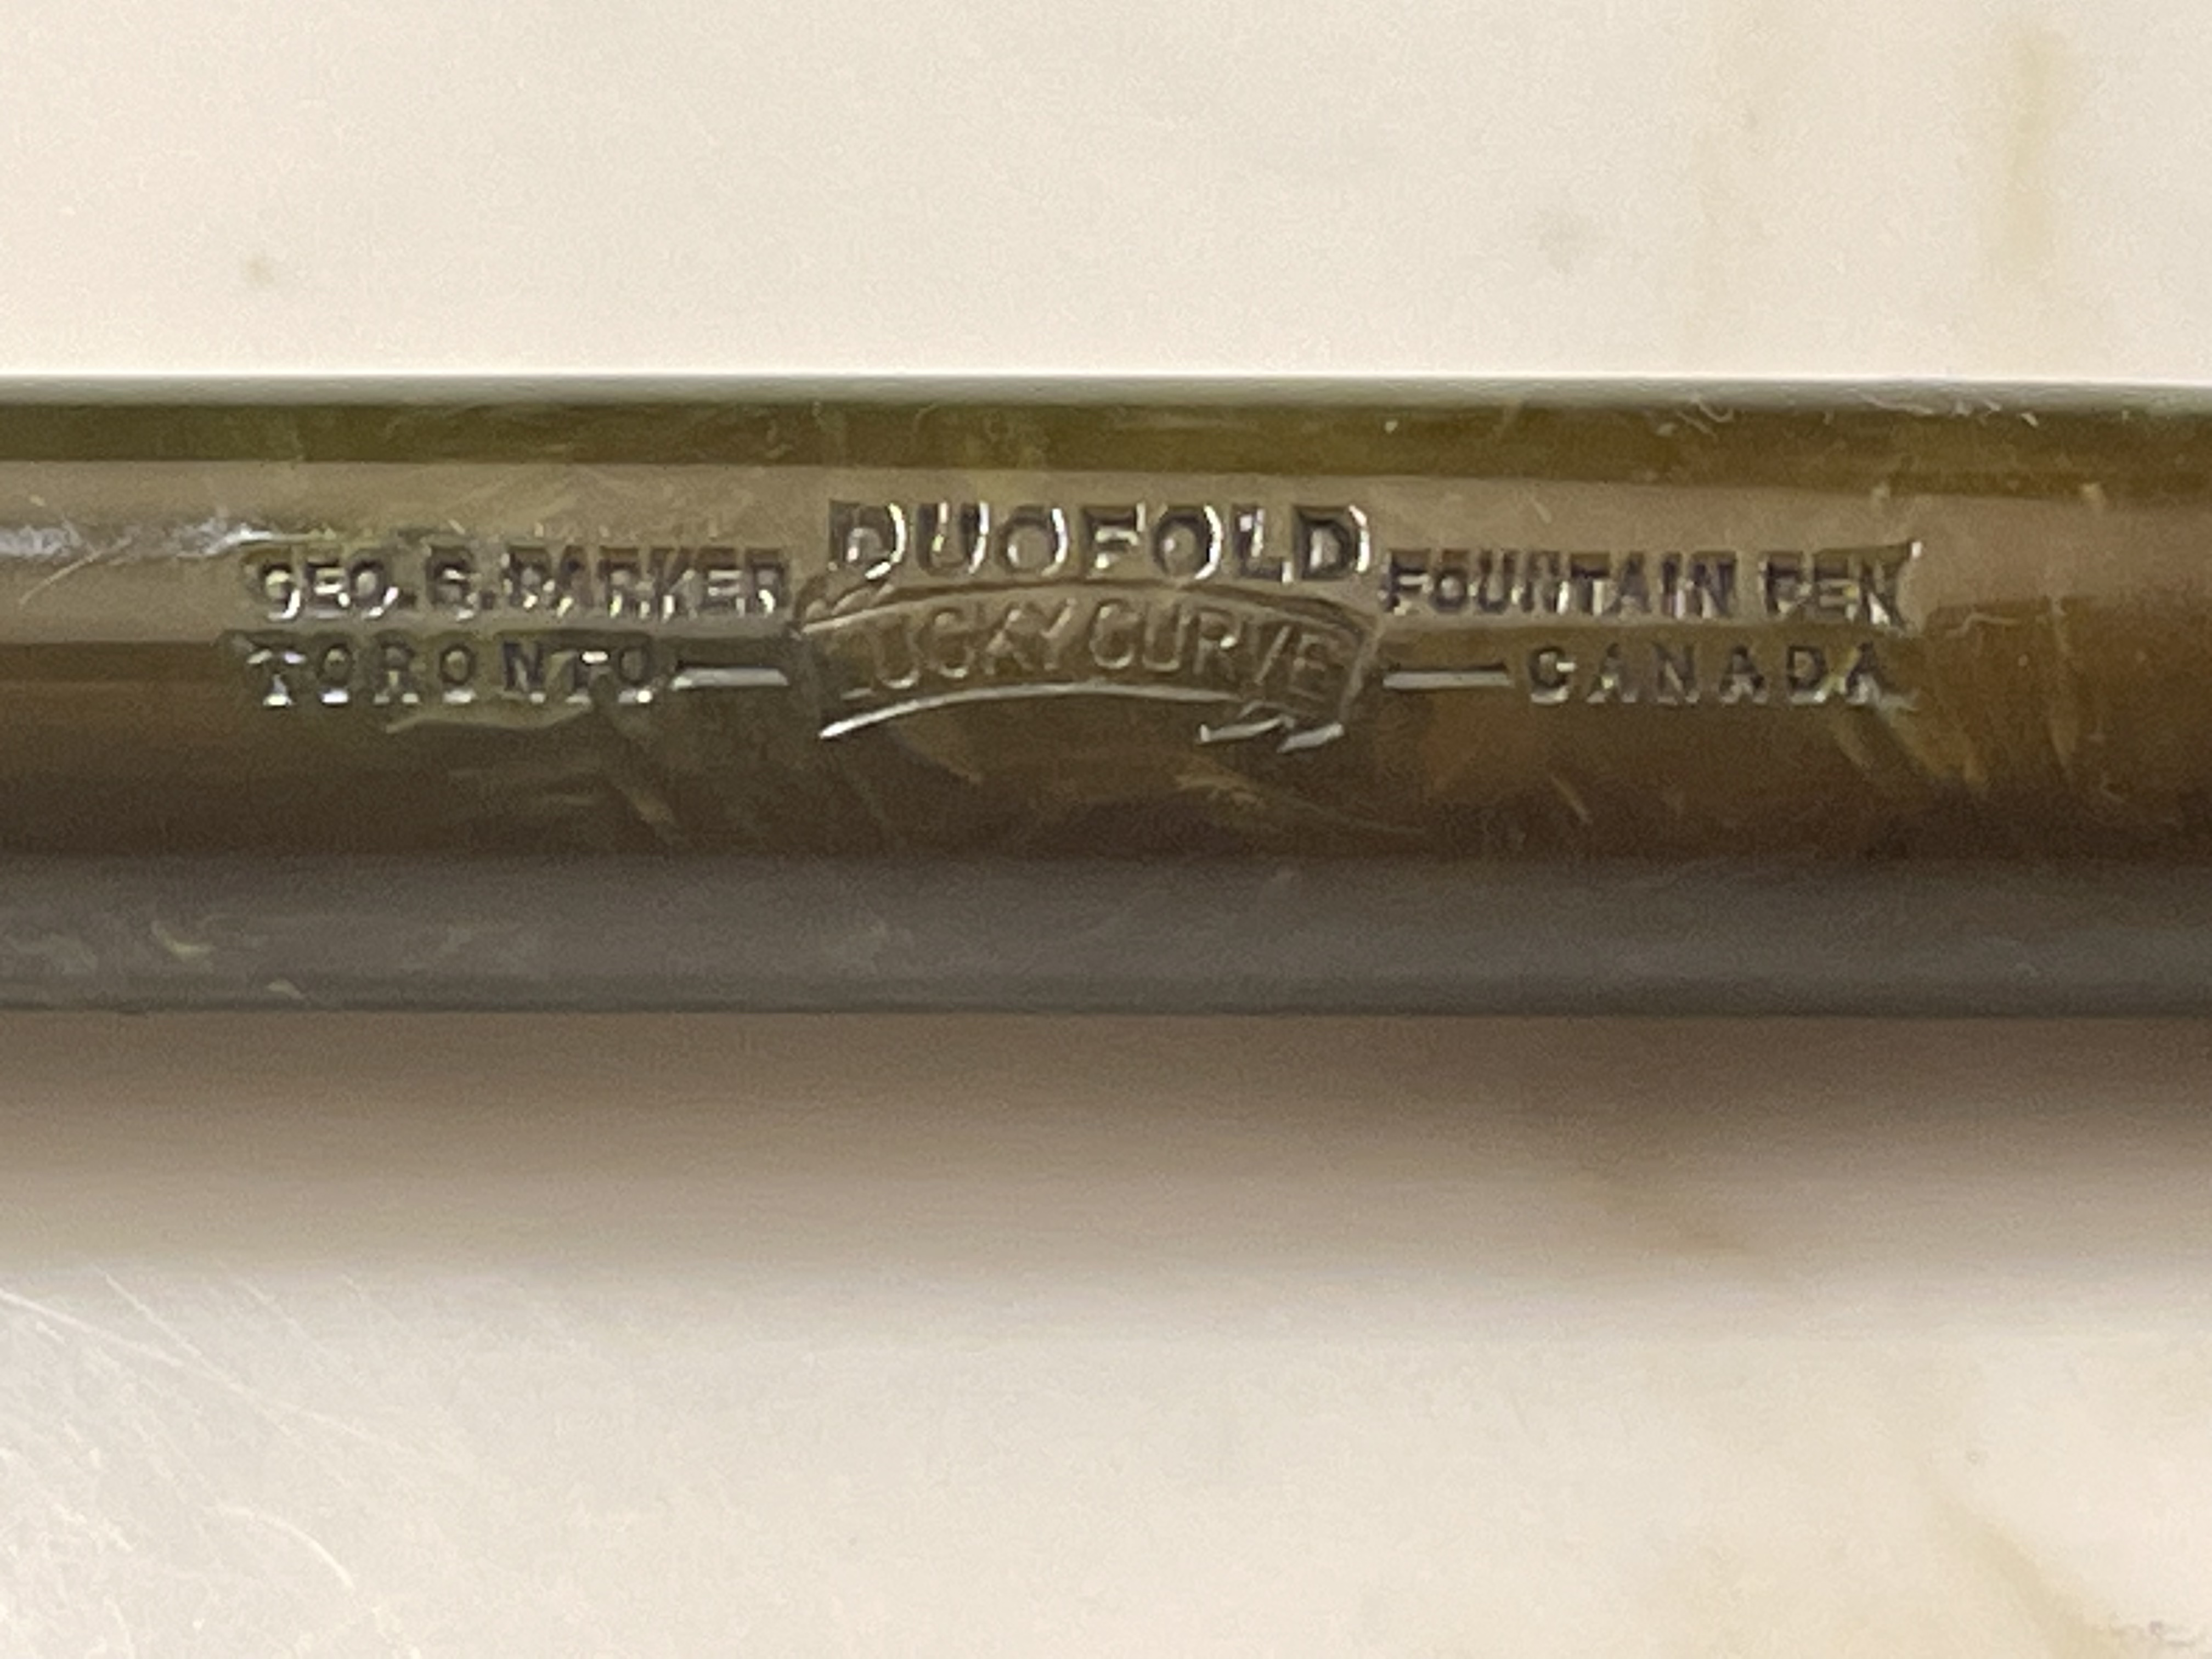 GEO. S. PARKER DUOFOLD FOUNTAIN PEN
TORONTO — LUCKY CURVE — CANADA